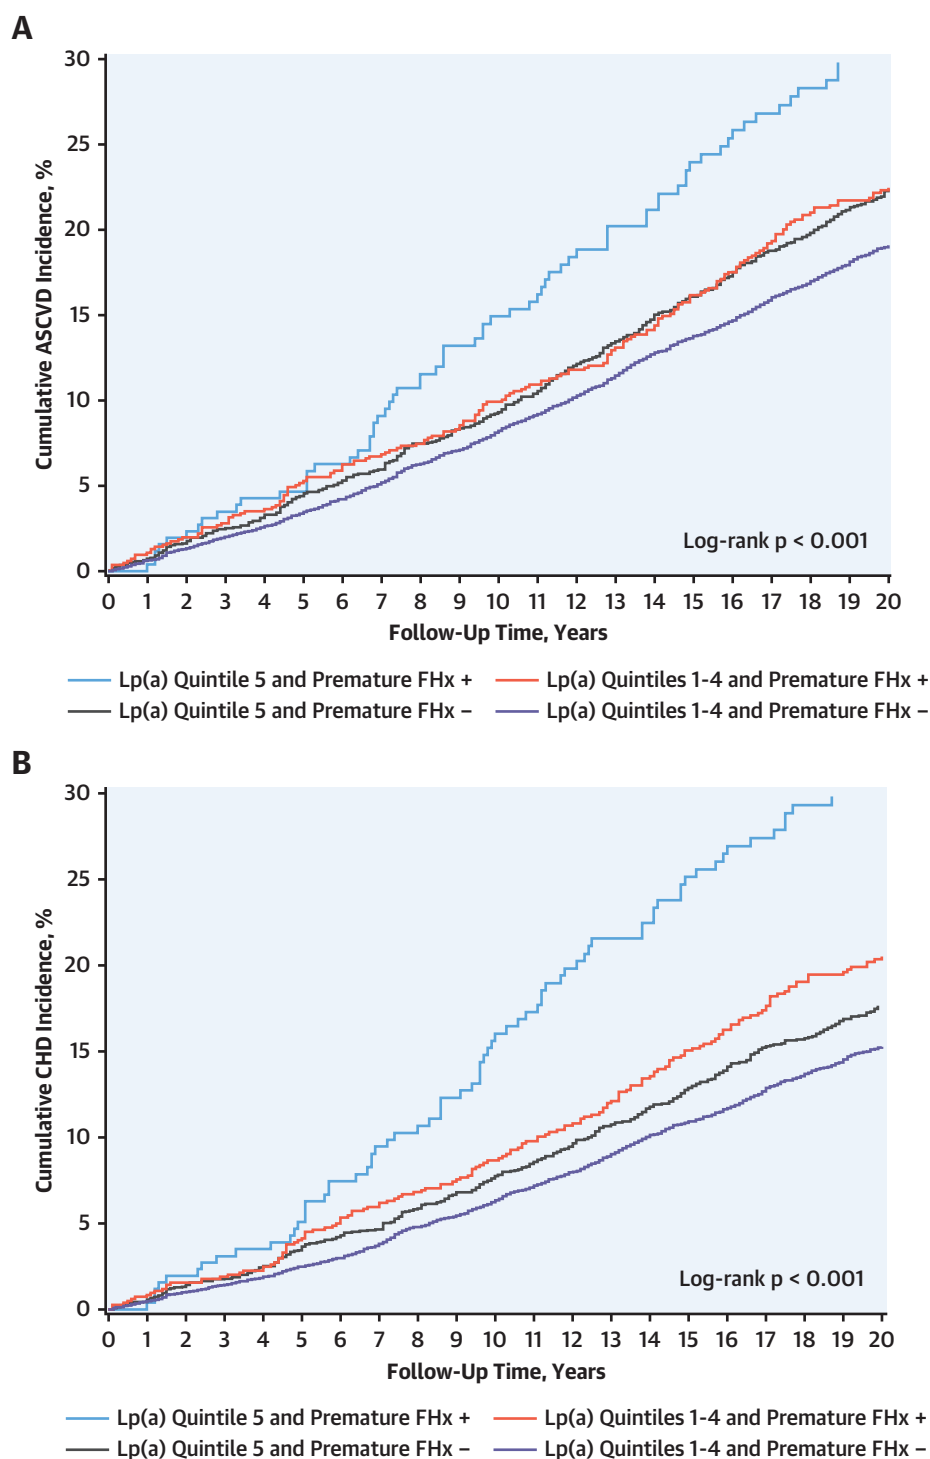 A
30
25
20
15
10
5
0
Cumulative ASCVD Incidence, %
Log-rank p < 0.001
0 1 2 3 4 5 6 7 8 9 10 11 12 13 14 15 16 17 18 19 20
Follow-Up Time, Years
Lp(a) Quintile 5 and Premature FHx + Lp(a) Quintiles 1-4 and Premature FHx +
Lp(a) Quintile 5 and Premature FHx – Lp(a) Quintiles 1-4 and Premature FHx –
B
30
25
20
15
10
5
0
Cumulative CHD Incidence, %
Log-rank p < 0.001
0 1 2 3 4 5 6 7 8 9 10 11 12 13 14 15 16 17 18 19 20
Follow-Up Time, Years
Lp(a) Quintile 5 and Premature FHx + Lp(a) Quintiles 1-4 and Premature FHx +
Lp(a) Quintile 5 and Premature FHx – Lp(a) Quintiles 1-4 and Premature FHx –